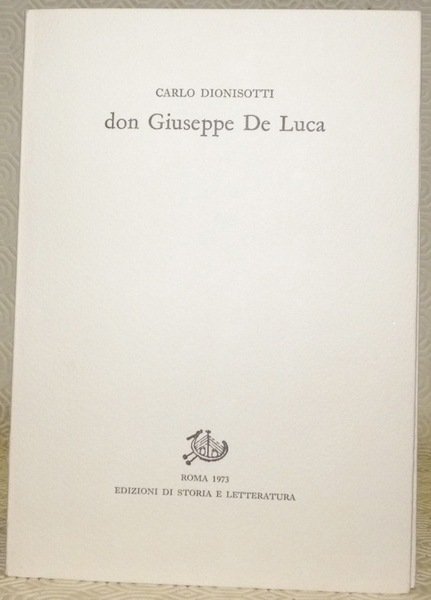 CARLO DIONISOTTI
don Giuseppe De Luca
ROMA 1973
EDIZIONI DI STORIA E LETTERATURA